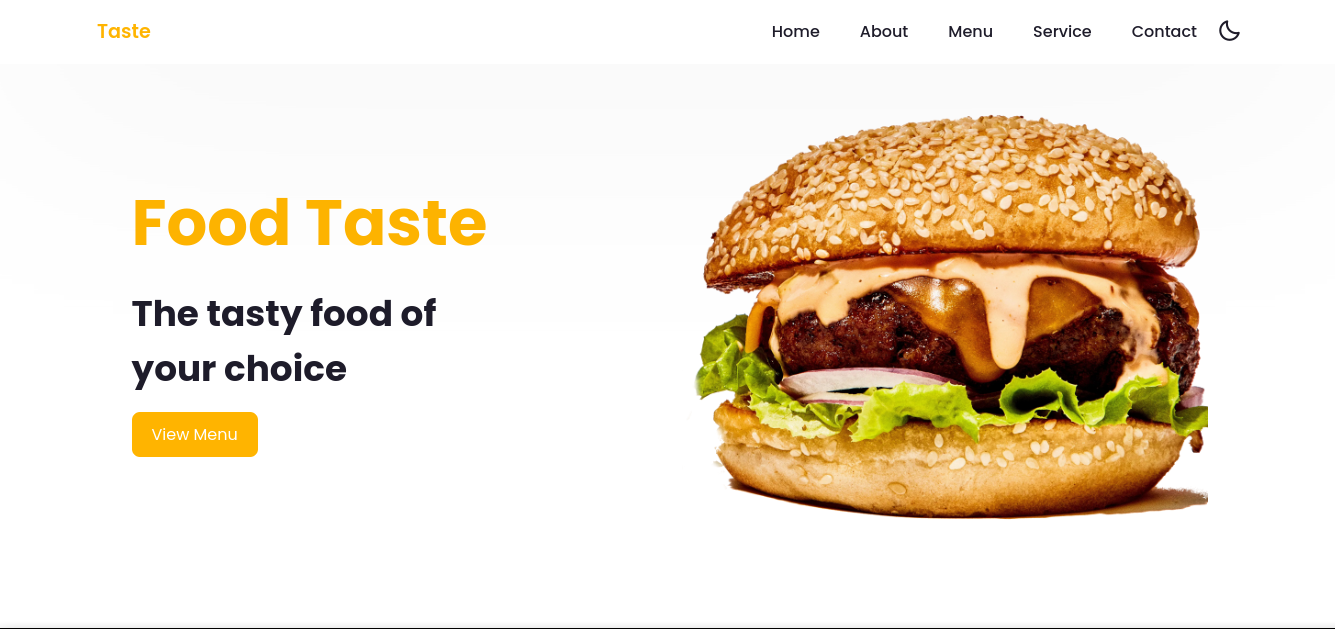 Taste
Home About Menu Service Contact
Food Taste
The tasty food of
your choice
View Menu